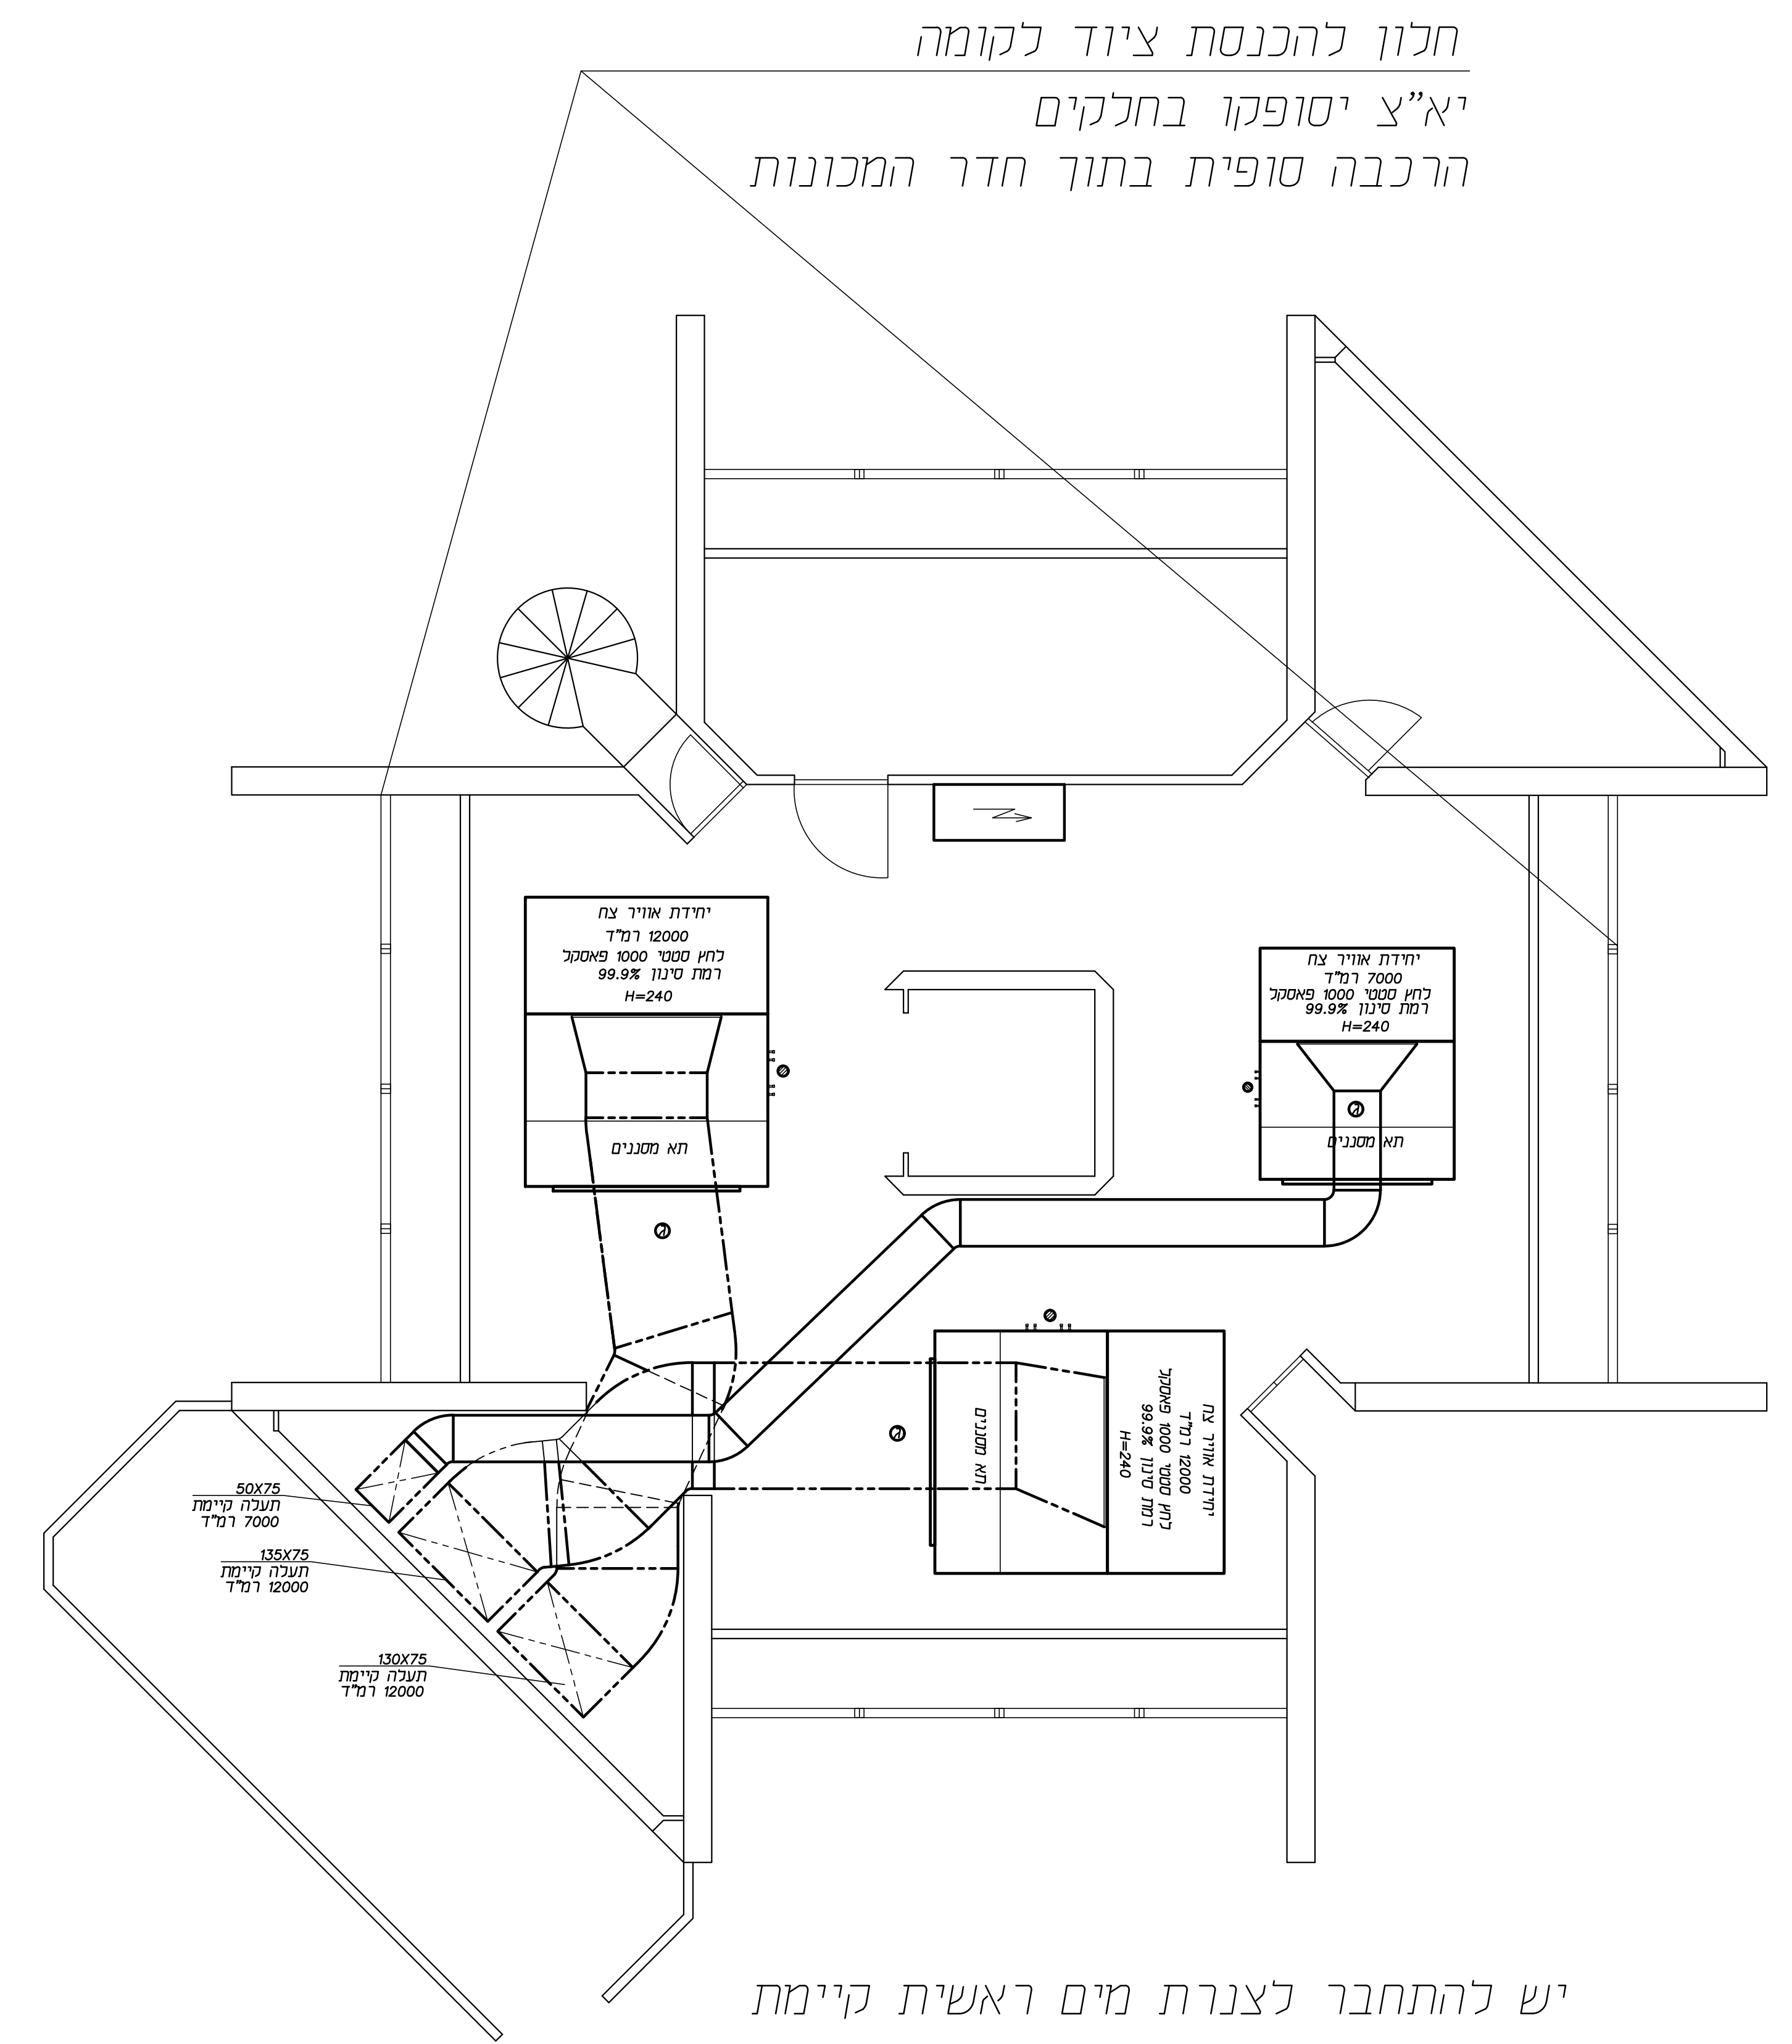 חלון להכנסת ציוד לקומה
יא"צ יסופקו בחלקים
הרכבה סופית בתוך חדר המכונות
יחידת אוויר צח
12000 רמ"ד
לחץ סטטי 1000 פאסקל
רמת סינון 99.9%
H=240
תא מסננים
יחידת אוויר צח
7000 רמ"ד
לחץ סטטי 1000 פאסקל
רמת סינון 99.9%
H=240
תא מסננים
יחידת אוויר צח
12000 רמ"ד
לחץ סטטי 1000 פאסקל
רמת סינון 99.9%
H=240
תא מסננים
50X75
תעלה קיימת
7000 רמ"ד
135X75
תעלה קיימת
12000 רמ"ד
130X75
תעלה קיימת
12000 רמ"ד
יש להתחבר לצנרת מים ראשית קיימת